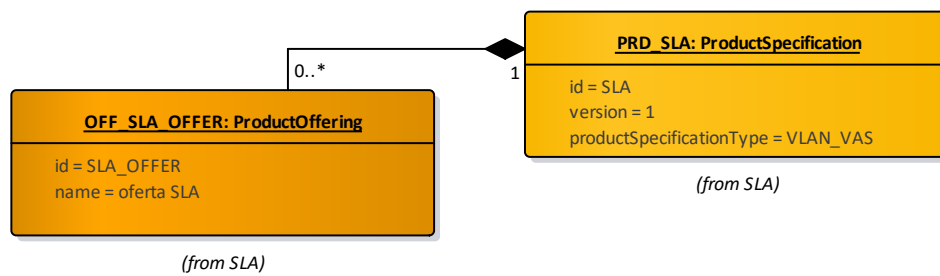 PRD_SLA: ProductSpecification
id = SLA
version = 1
productSpecificationType = VLAN_VAS
(from SLA)
1
0..*
OFF_SLA_OFFER: ProductOffering
id = SLA_OFFER
name = oferta SLA
(from SLA)